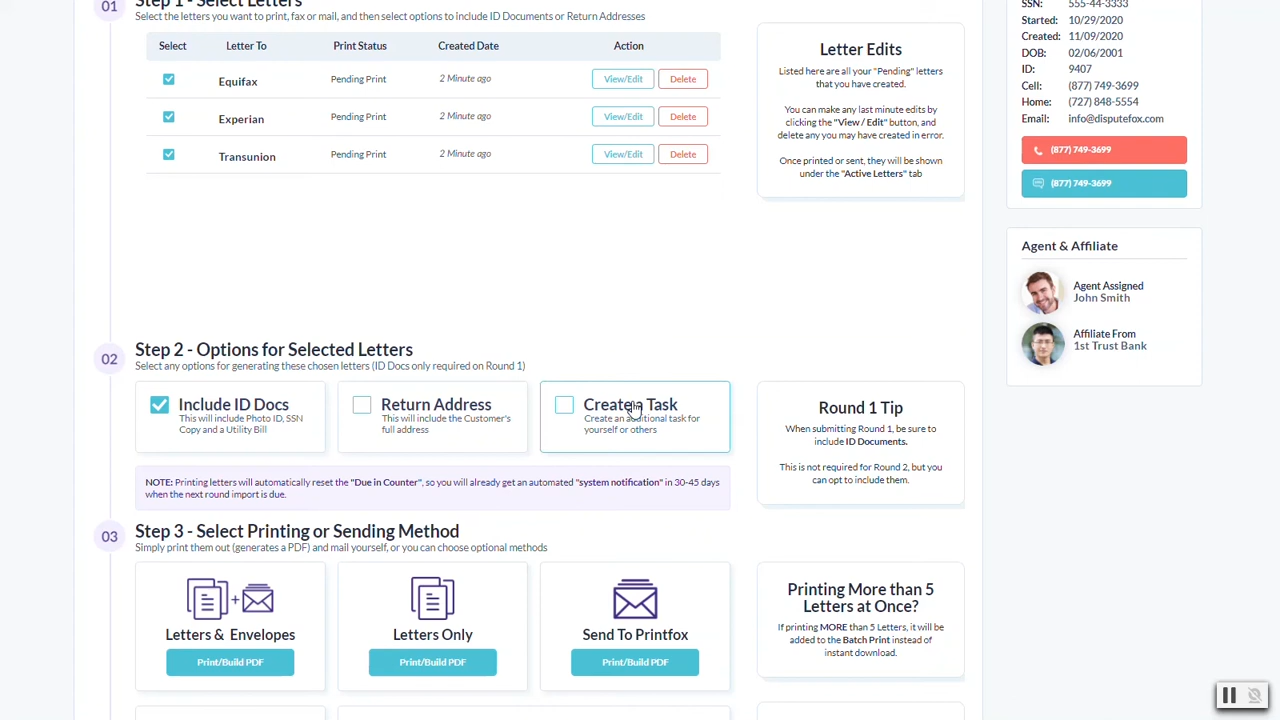 01
Step 1 - Select Letters
Select the letters you want to print, fax or mail, and then select options to include ID Documents or Return Addresses
Select Letter To Print Status Created Date Action
Equifax Pending Print 2 Minute ago View/Edit Delete
Experian Pending Print 2 Minute ago View/Edit Delete
Transunion Pending Print 2 Minute ago View/Edit Delete
Letter Edits
Listed here are all your "Pending" letters
that you have created.
You can make any last minute edits by
clicking the "View / Edit" button, and
delete any you may have created in error.
Once printed or sent, they will be shown
under the "Active Letters" tab
02
Step 2 - Options for Selected Letters
Select any options for generating these chosen letters (ID Docs only required on Round 1)
Include ID Docs
This will include Photo ID, SSN
Copy and a Utility Bill
Return Address
This will include the Customer's
full address
Create a Task
Create an additional task for
yourself or others
NOTE: Printing letters will automatically reset the "Due in Counter", so you will already get an automated "system notification" in 30-45 days
when the next round import is due.
Round 1 Tip
When submitting Round 1, be sure to
include ID Documents.
This is not required for Round 2, but you
can opt to include them.
03
Step 3 - Select Printing or Sending Method
Simply print them out (generates a PDF) and mail yourself, or you can choose optional methods
Letters & Envelopes
Print/Build PDF
Letters Only
Print/Build PDF
Send To Printfox
Print/Build PDF
Printing More than 5
Letters at Once?
If printing MORE than 5 Letters, it will be
added to the Batch Print instead of
instant download.
SSN: 555-44-3333
Started: 10/29/2020
Created: 11/09/2020
DOB: 02/06/2001
ID: 9407
Cell: (877) 749-3699
Home: (727) 848-5554
Email: info@disputefox.com
(877) 749-3699
(877) 749-3699
Agent & Affiliate
Agent Assigned
John Smith
Affiliate From
1st Trust Bank